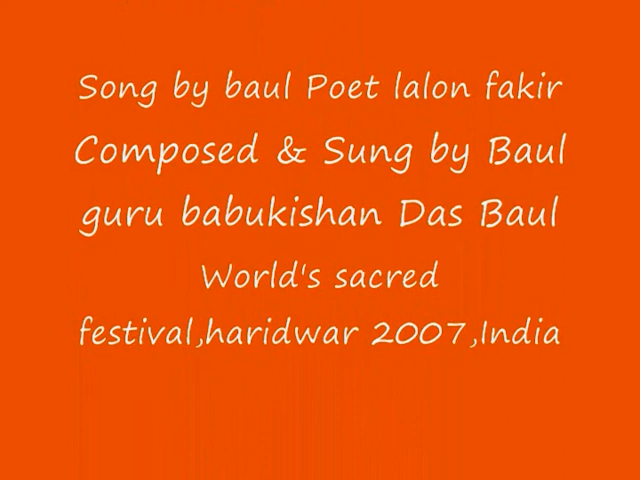 Song by baul Poet lalon fakir
Composed & Sung by Baul
guru babukishan Das Baul
World's sacred
festival,haridwar 2007,India